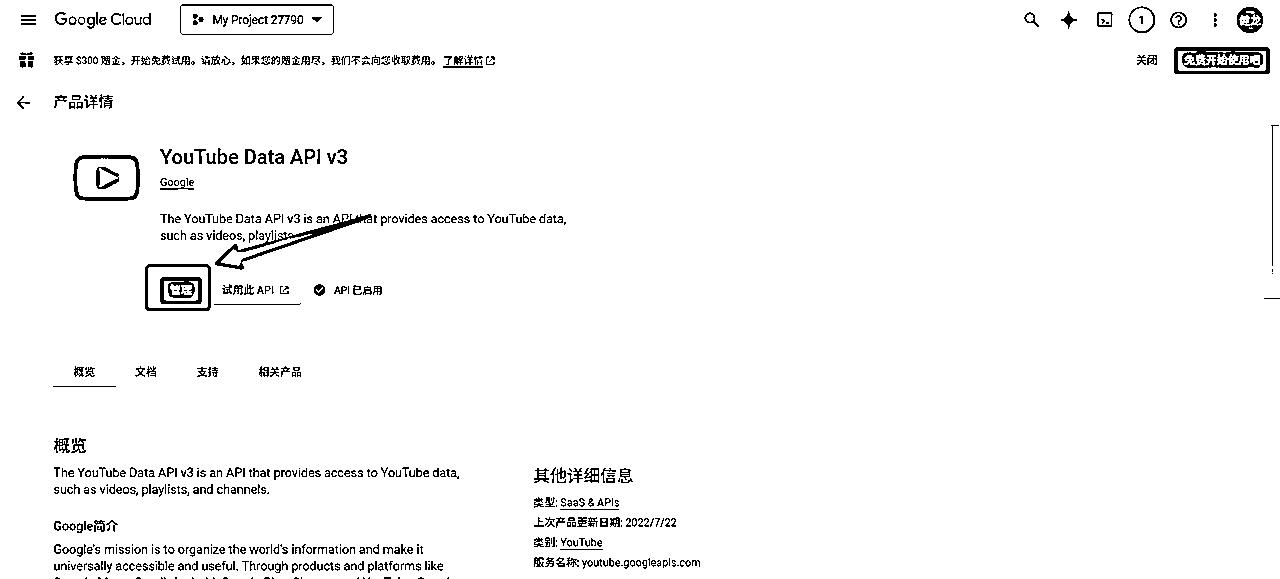 Google Cloud
My Project 27790
1
获享 $300 赠金，开始免费试用。请放心，如果您的赠金用尽，我们不会向您收取费用。 了解详情
关闭
免费开始使用吧
产品详情
YouTube Data API v3
Google
The YouTube Data API v3 is an API that provides access to YouTube data,
such as videos, playlists
管理
试用此 API
API 已启用
概览
文档
支持
相关产品
概览
The YouTube Data API v3 is an API that provides access to YouTube data,
such as videos, playlists, and channels.
Google简介
Google's mission is to organize the world's information and make it
universally accessible and useful. Through products and platforms like
其他详细信息
类型: SaaS & APIs
上次产品更新日期: 2022/7/22
类别: YouTube
服务名称: youtube.googleapis.com